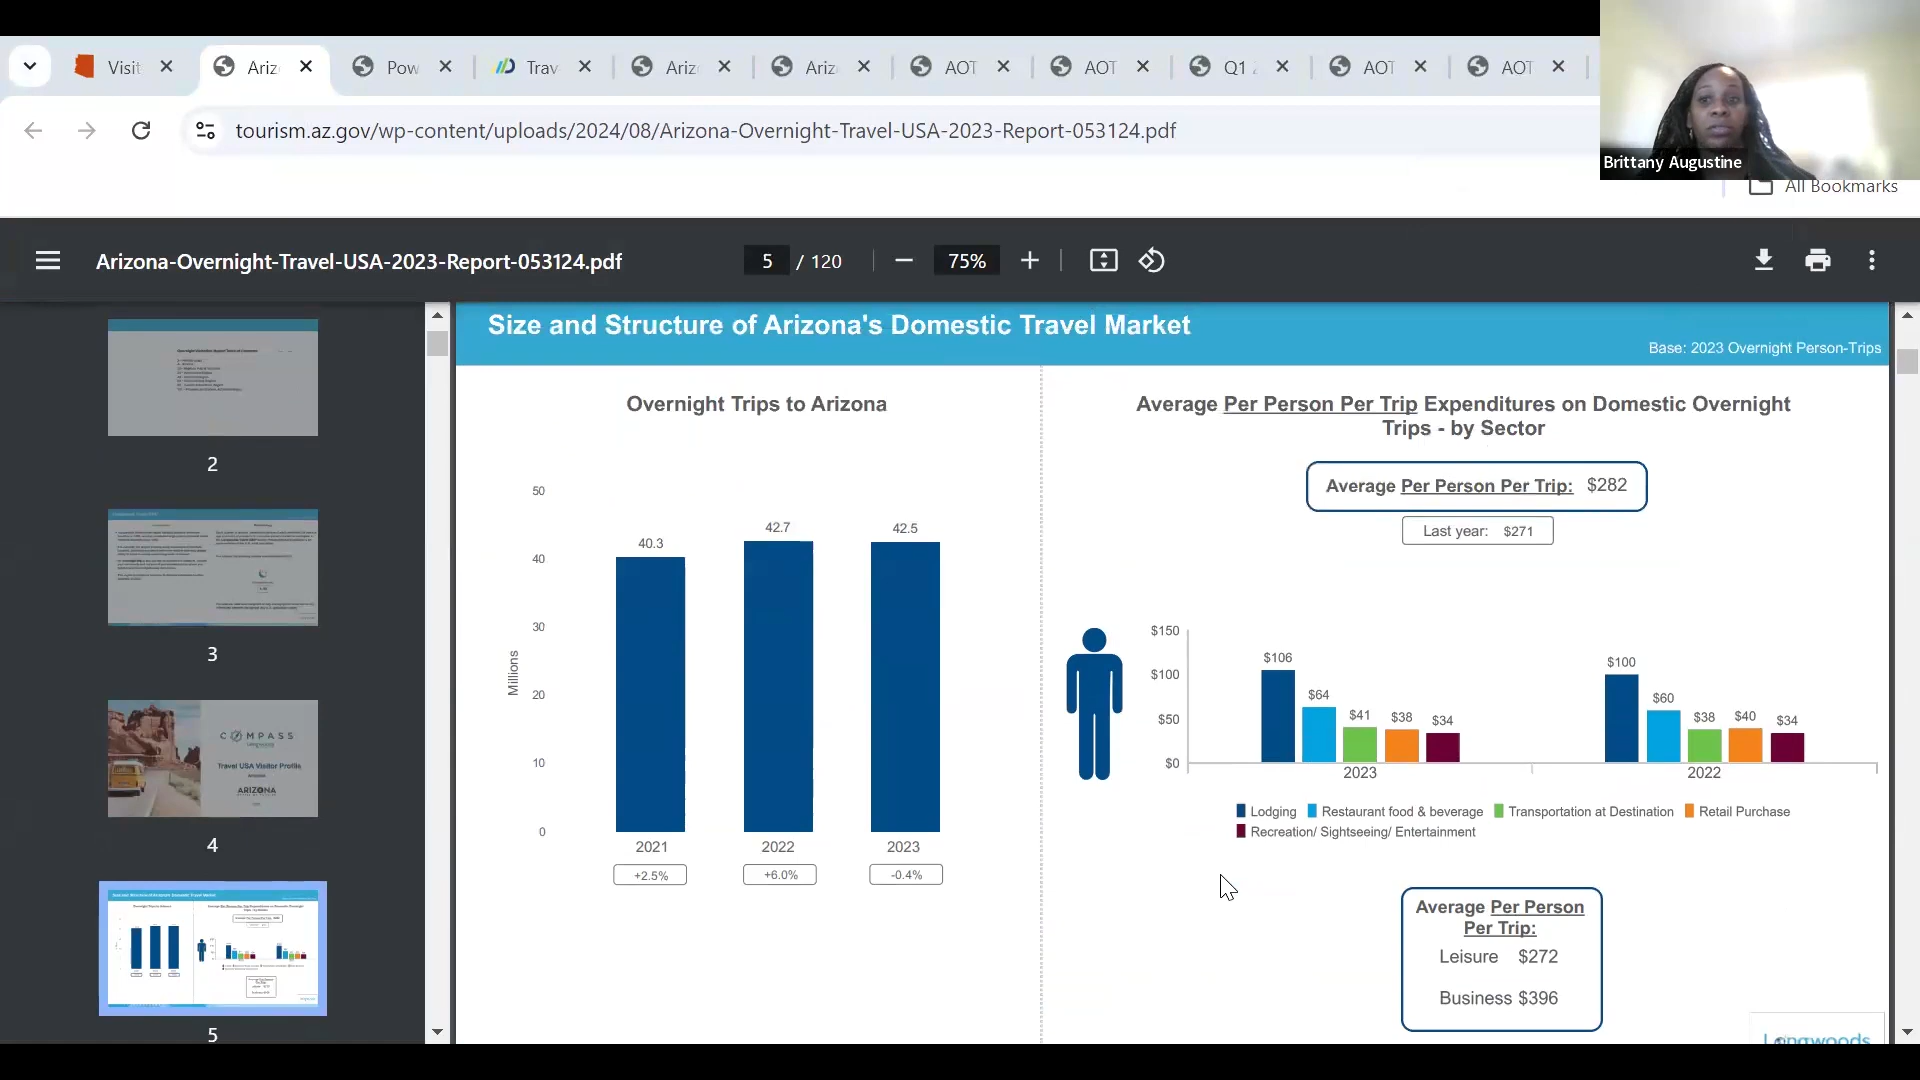 Visit
Ariz
Pow
Trav
Ariz
Ariz
AOT
AOT
Q1 2
AOT
AOT
tourism.az.gov/wp-content/uploads/2024/08/Arizona-Overnight-Travel-USA-2023-Report-053124.pdf
Brittany Augustine
All Bookmarks
Arizona-Overnight-Travel-USA-2023-Report-053124.pdf
5 / 120
75%
2
3
COMPASS
Travel USA Visitor Profile
ARIZONA
4
5
Size and Structure of Arizona's Domestic Travel Market
Base: 2023 Overnight Person-Trips
Overnight Trips to Arizona
Millions
50
40
30
20
10
0
40.3
42.7
42.5
2021
2022
2023
+2.5%
+6.0%
-0.4%
Average Per Person Per Trip Expenditures on Domestic Overnight
Trips - by Sector
Average Per Person Per Trip: $282
Last year: $271
$150
$100
$50
$0
$106
$64
$41
$38
$34
$100
$60
$38
$40
$34
2023
2022
Lodging Restaurant food & beverage Transportation at Destination Retail Purchase
Recreation/ Sightseeing/ Entertainment
Average Per Person
Per Trip:
Leisure $272
Business $396
Longwoods